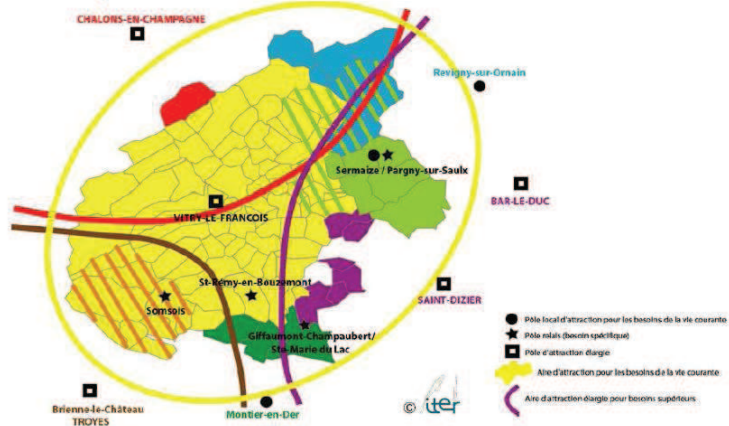 CHALONS-EN-CHAMPAGNE
Revigny-sur-Ornain
Sermaize / Pargny-sur-Saulx
BAR-LE-DUC
VITRY-LE-FRANCOIS
St-Rémy-en-Bouzemont
Somsois
SAINT-DIZIER
Giffaumont-Champaubert/
Ste-Marie du Lac
Brienne-le-Château
TROYES
Montier-en-Der
Pôle local d'attraction pour les besoins de la vie courante
Pôle relais (besoin spécifique)
Pôle d'attraction élargie
Aire d'attraction pour les besoins de la vie courante
Aire d'attraction élargie pour besoins supérieurs
© iter